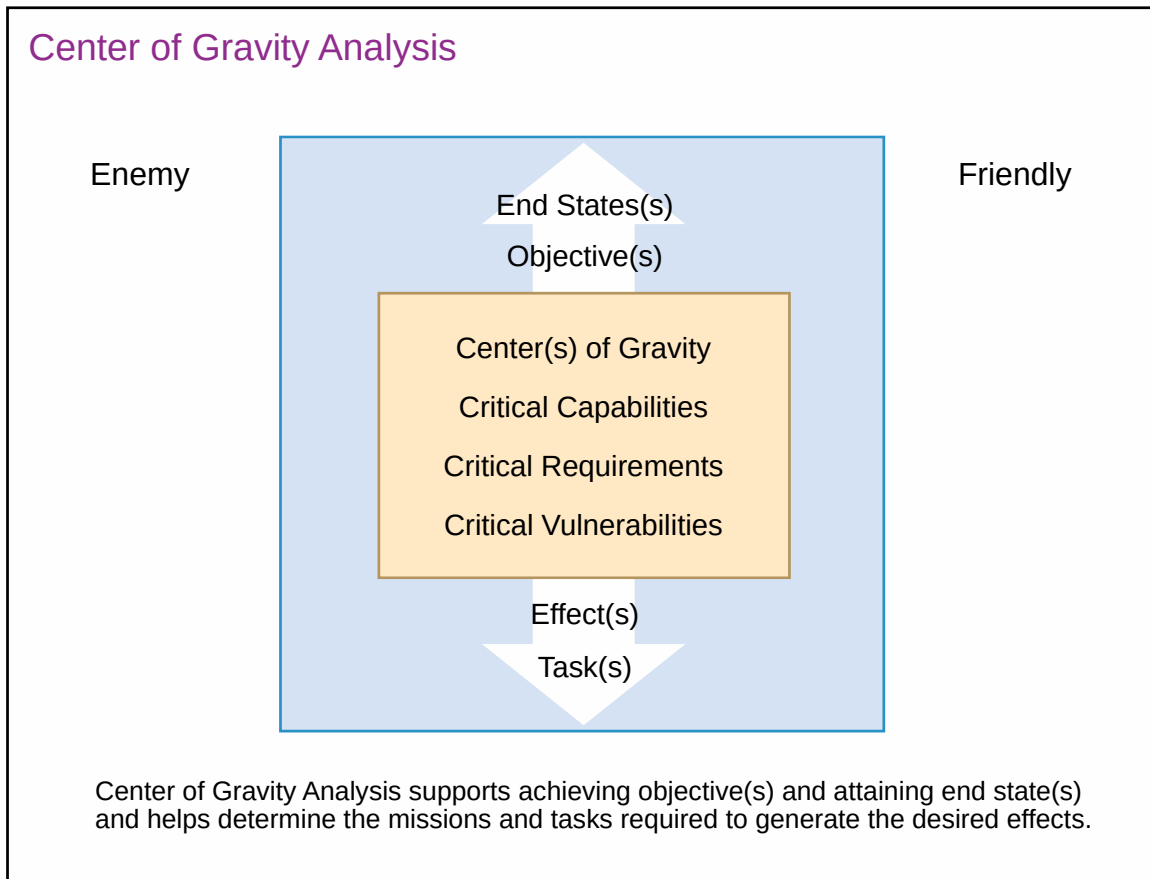 Center of Gravity Analysis
Enemy
Friendly
End States(s)
Objective(s)
Center(s) of Gravity
Critical Capabilities
Critical Requirements
Critical Vulnerabilities
Effect(s)
Task(s)
Center of Gravity Analysis supports achieving objective(s) and attaining end state(s)
and helps determine the missions and tasks required to generate the desired effects.